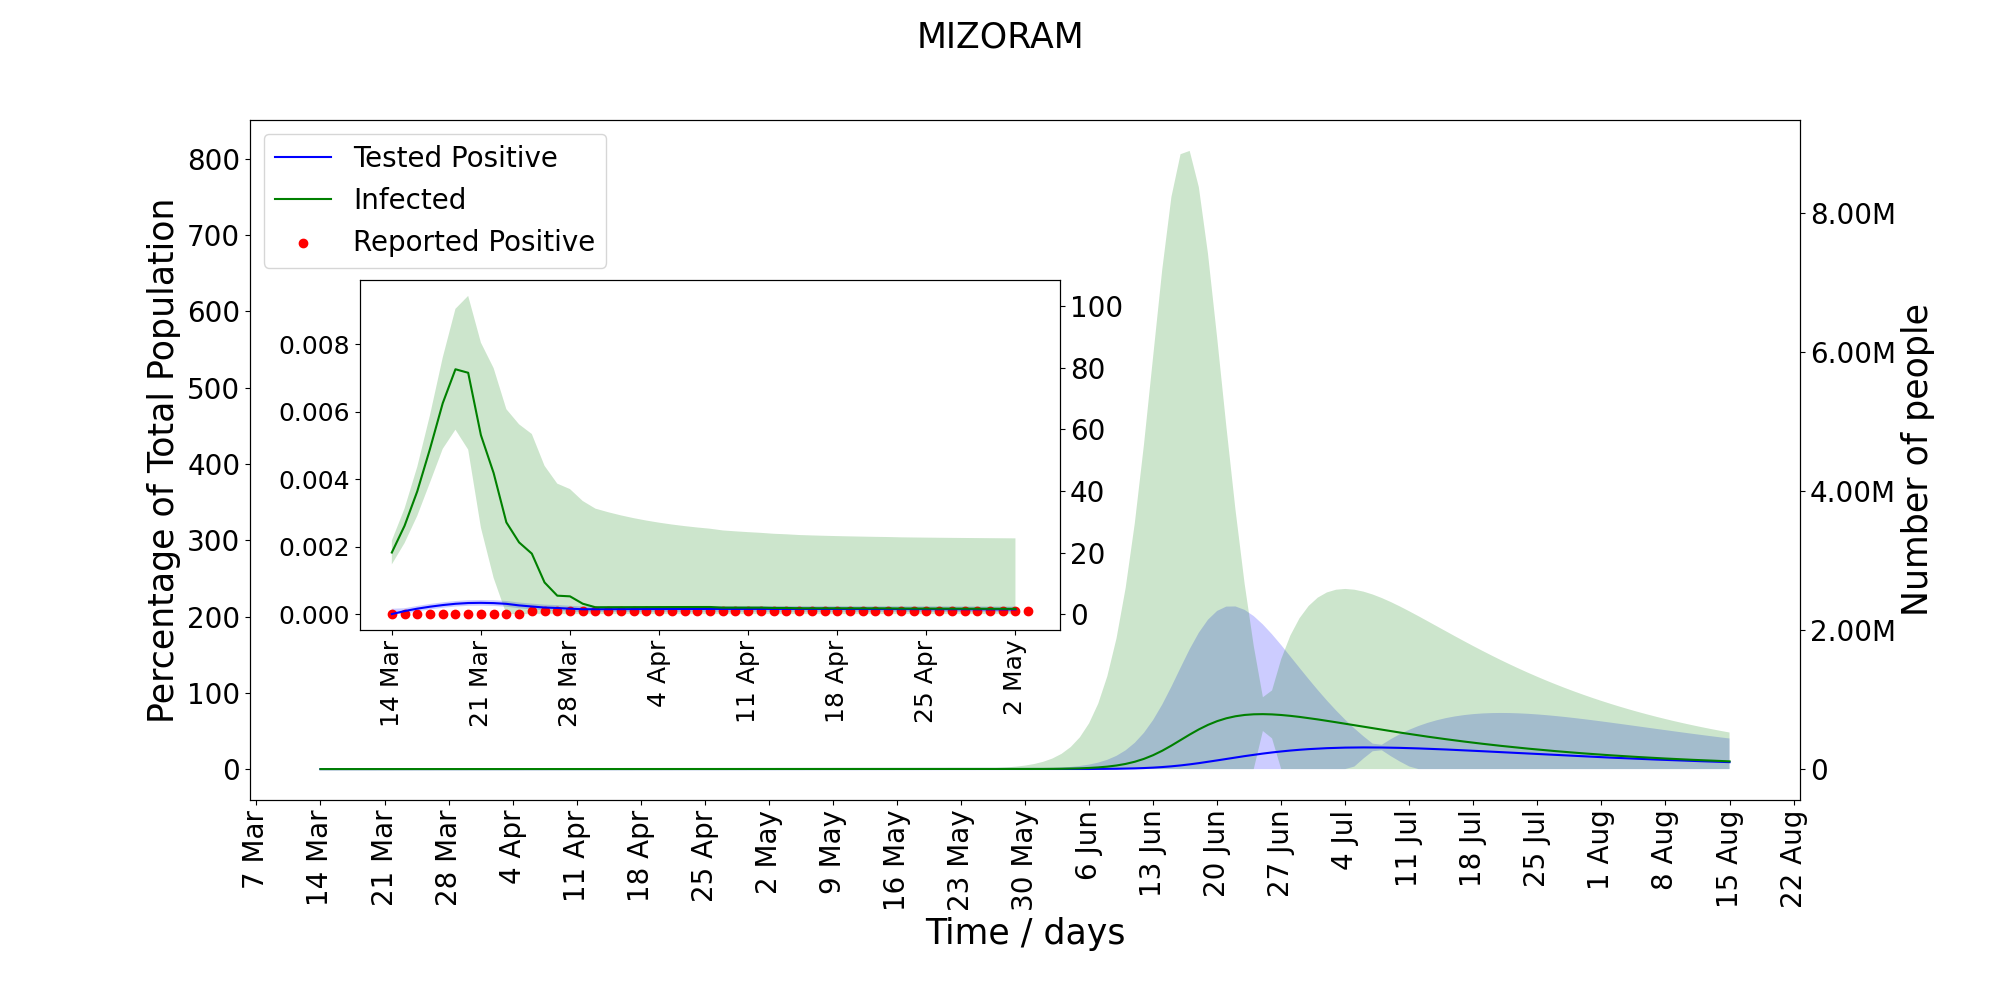 MIZORAM
Tested Positive
Infected
Reported Positive
Percentage of Total Population
800
700
600
500
400
300
200
100
0
8.00M
6.00M
4.00M
2.00M
0
Number of people
0.008
0.006
0.004
0.002
0.000
100
80
60
40
20
0
14 Mar
21 Mar
28 Mar
4 Apr
11 Apr
18 Apr
25 Apr
2 May
7 Mar
14 Mar
21 Mar
28 Mar
4 Apr
11 Apr
18 Apr
25 Apr
2 May
9 May
16 May
23 May
30 May
6 Jun
13 Jun
20 Jun
27 Jun
4 Jul
11 Jul
18 Jul
25 Jul
1 Aug
8 Aug
15 Aug
22 Aug
Time / days